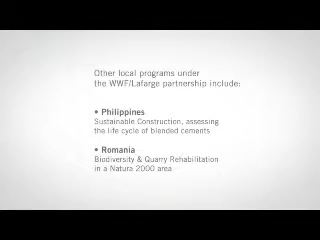 Other local programs under
the WWF/Lafarge partnership include:
• Philippines
Sustainable Construction, assessing
the life cycle of blended cements
• Romania
Biodiversity & Quarry Rehabilitation
in a Natura 2000 area